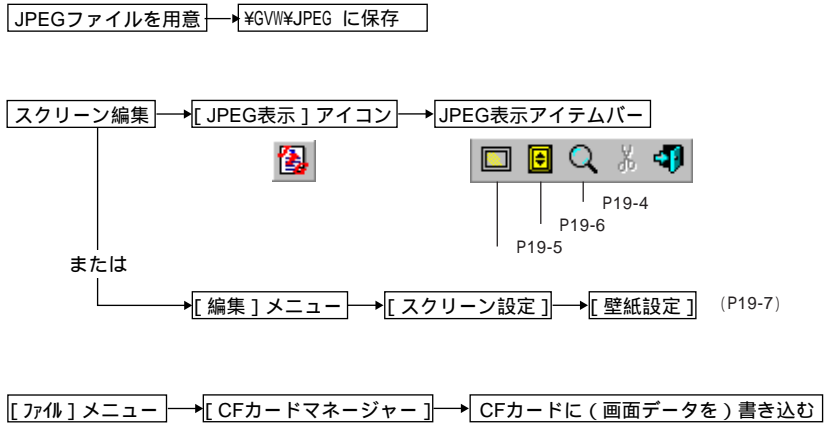 JPEGファイルを用意 ¥GVW¥JPEG に保存
スクリーン編集 [ JPEG表示 ] アイコン JPEG表示アイテムバー
P19-4
P19-6
P19-5
または
[ 編集 ] メニュー [ スクリーン設定 ] [ 壁紙設定 ] (P19-7)
[ ﾌｧｲﾙ ] メニュー [ CFカードマネージャー ] CFカードに ( 画面データを ) 書き込む